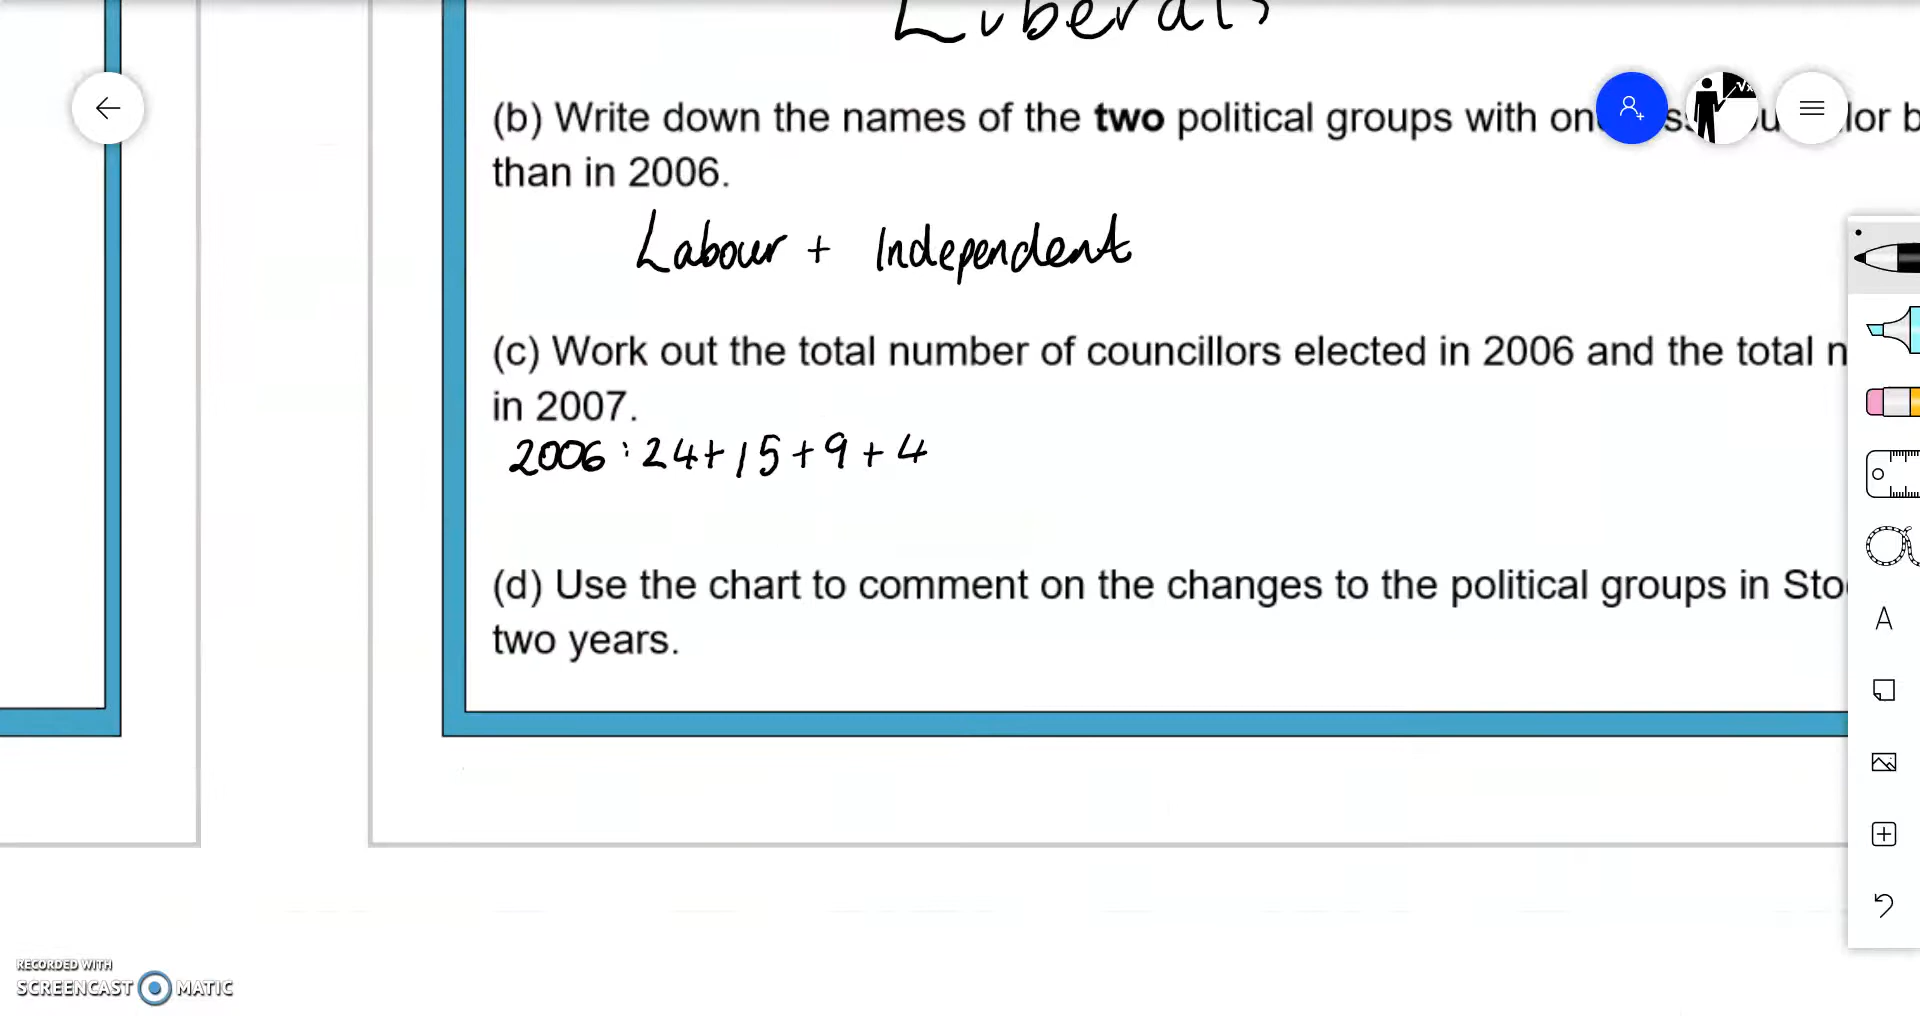 Liberals
(b) Write down the names of the two political groups with
than in 2006.
Labour + Independent
(c) Work out the total number of councillors elected in 2006 and the total
in 2007.
2006 : 24+15+9+4
(d) Use the chart to comment on the changes to the political groups in
two years.
A
RECORDED WITH
SCREENCAST MATIC